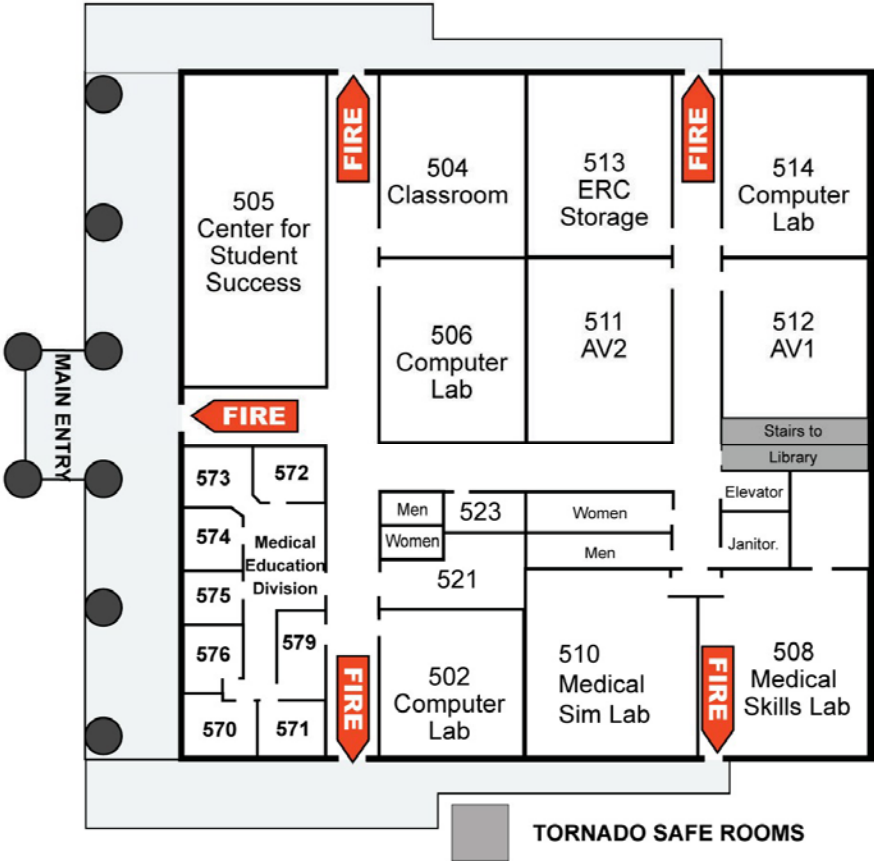 FIRE
FIRE
505
Center for
Student
Success
504
Classroom
513
ERC
Storage
514
Computer
Lab
506
Computer
Lab
511
AV2
512
AV1
MAIN ENTRY
FIRE
Stairs to
Library
573
572
574
Medical
Education
Division
575
576
579
570
571
Men
523
Women
521
Women
Men
Elevator
Janitor.
502
Computer
Lab
510
Medical
Sim Lab
508
Medical
Skills Lab
FIRE
FIRE
TORNADO SAFE ROOMS